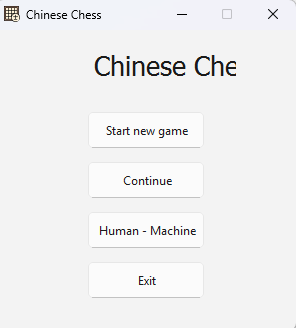 Chinese Chess
Chinese Che
Start new game
Continue
Human - Machine
Exit